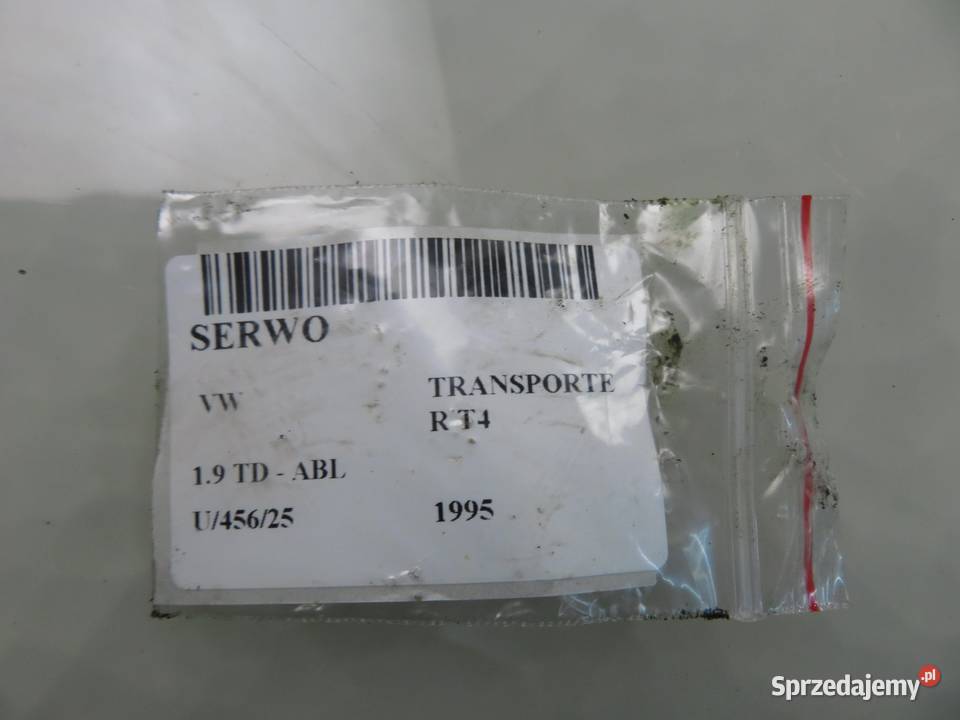 SERWO
VW
TRANSPORTE
R T4
1.9 TD - ABL
U/456/25
1995
Sprzedajemy.pl